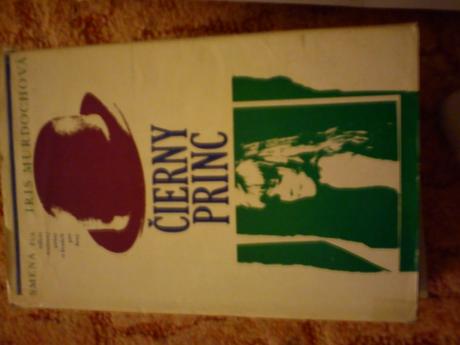 IRIS MURDOCHOVÁ
SMENA
ČIERNY
PRINC